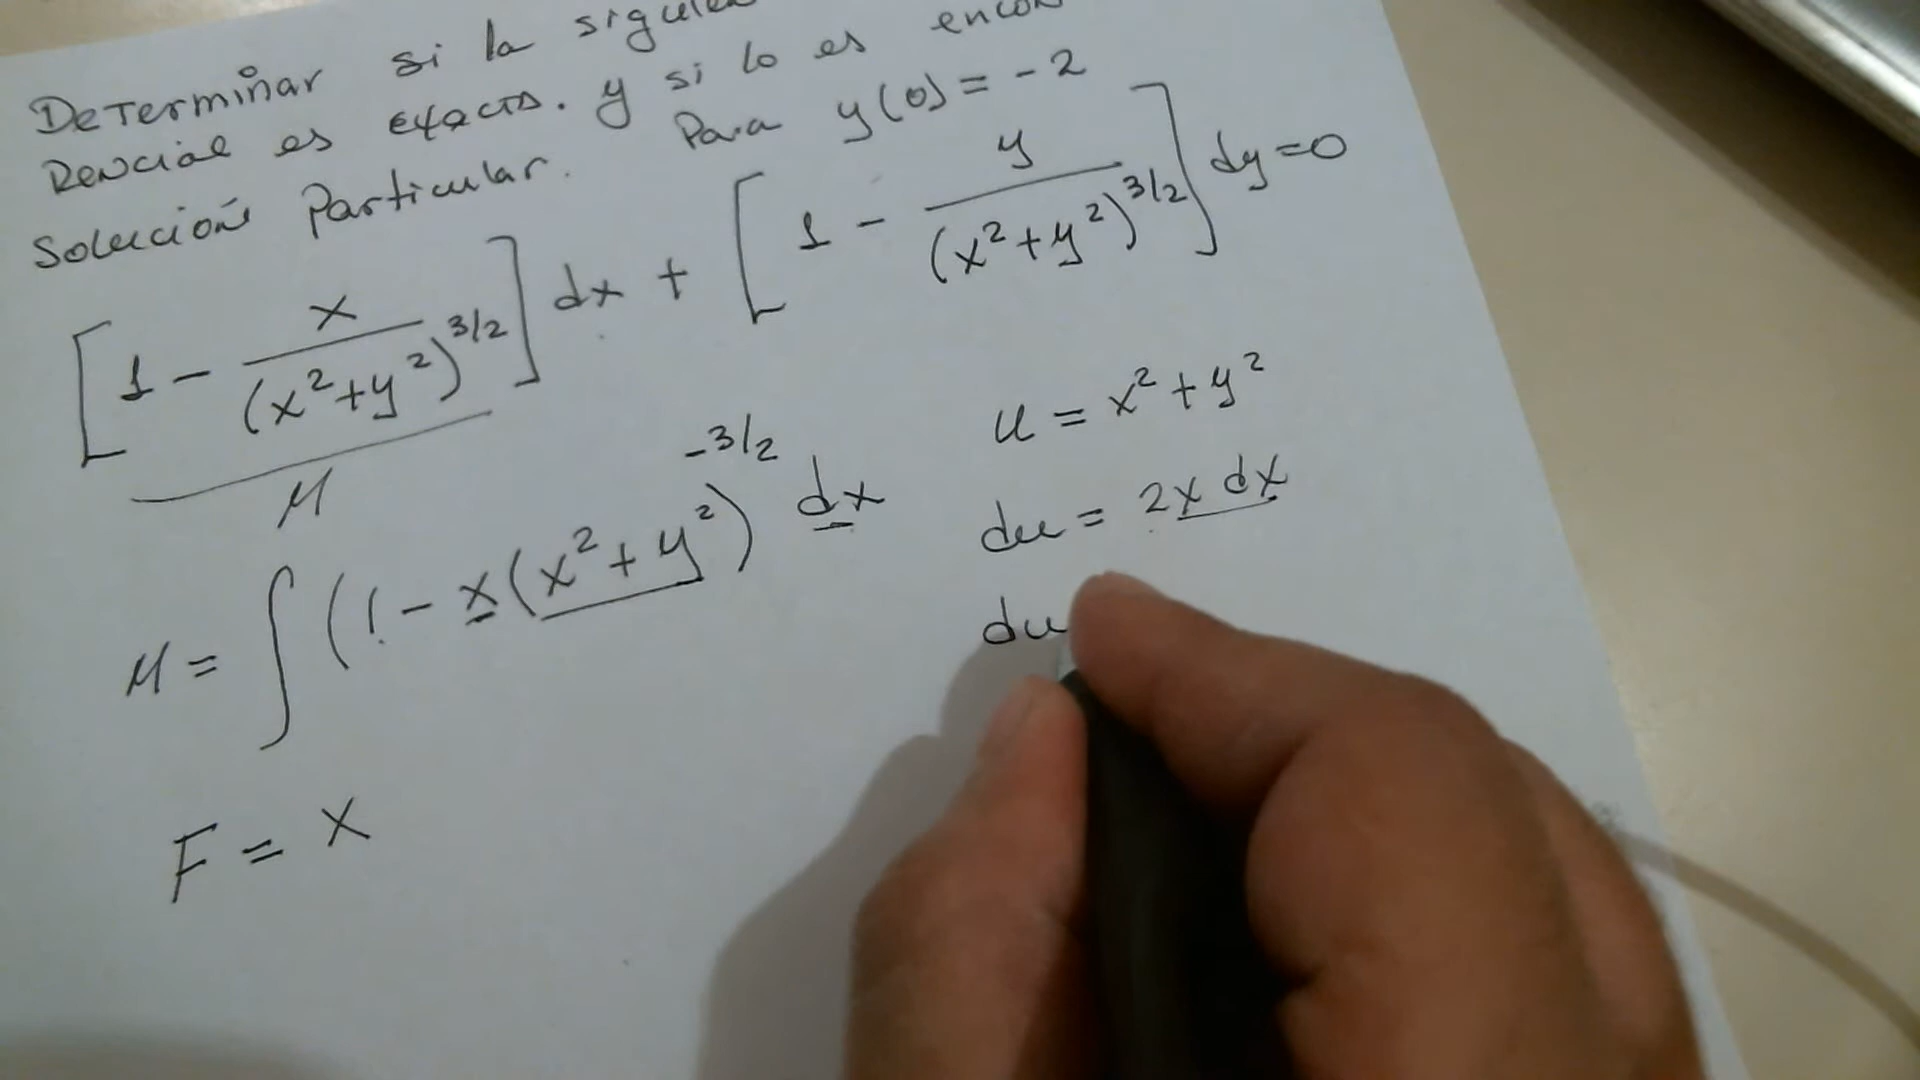 Determinar si la siguien
Rencial es exacta. y si lo es encon
Solución Particular. Para y(0) = -2
[1 - x/(x²+y²)^3/2] dx + [1 - y/(x²+y²)^3/2] dy=0
M
M = ∫(1 - x(x²+y²)^-3/2 dx
u = x² + y²
du = 2x dx
du
F = x